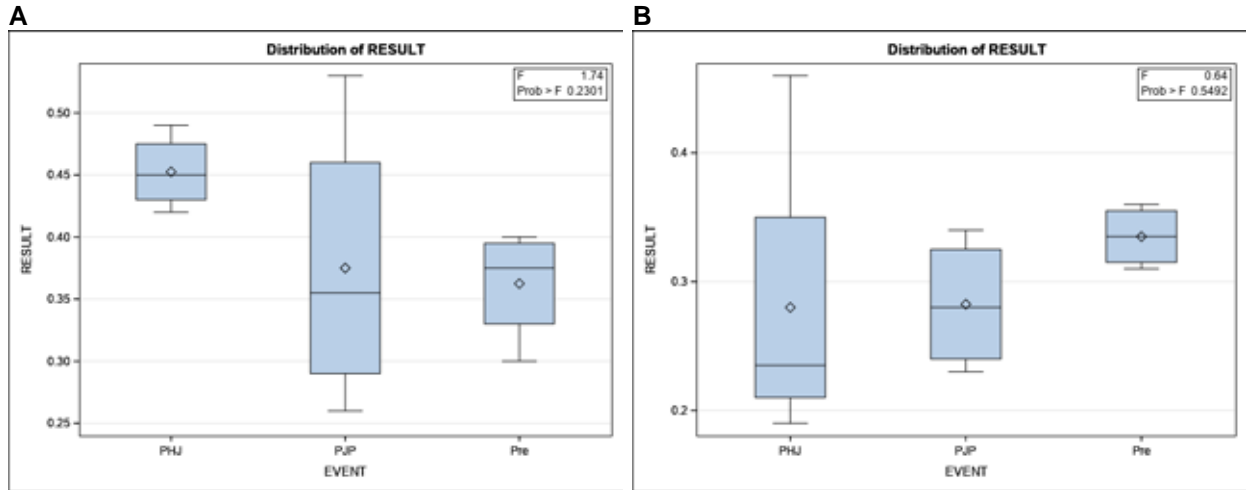 A
Distribution of RESULT
F 1.74
Prob > F 0.2301
0.50
0.45
0.40
0.35
0.30
0.25
RESULT
PHJ PJP Pre
EVENT
B
Distribution of RESULT
F 0.64
Prob > F 0.5492
0.4
0.3
0.2
RESULT
PHJ PJP Pre
EVENT